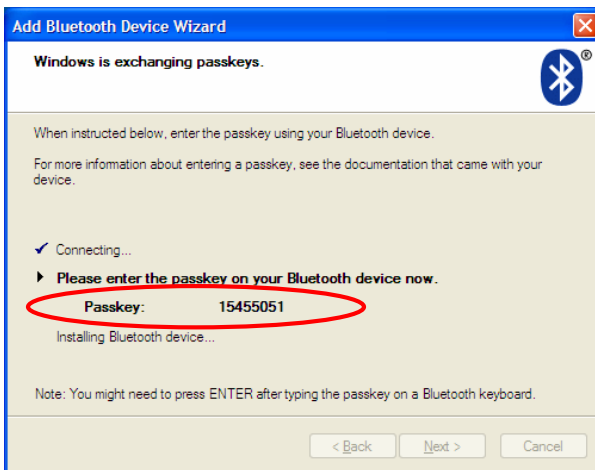 Add Bluetooth Device Wizard
Windows is exchanging passkeys.
®
When instructed below, enter the passkey using your Bluetooth device.
For more information about entering a passkey, see the documentation that came with your
device.
Connecting...
Please enter the passkey on your Bluetooth device now.
Passkey: 15455051
Installing Bluetooth device...
Note: You might need to press ENTER after typing the passkey on a Bluetooth keyboard.
< Back Next > Cancel